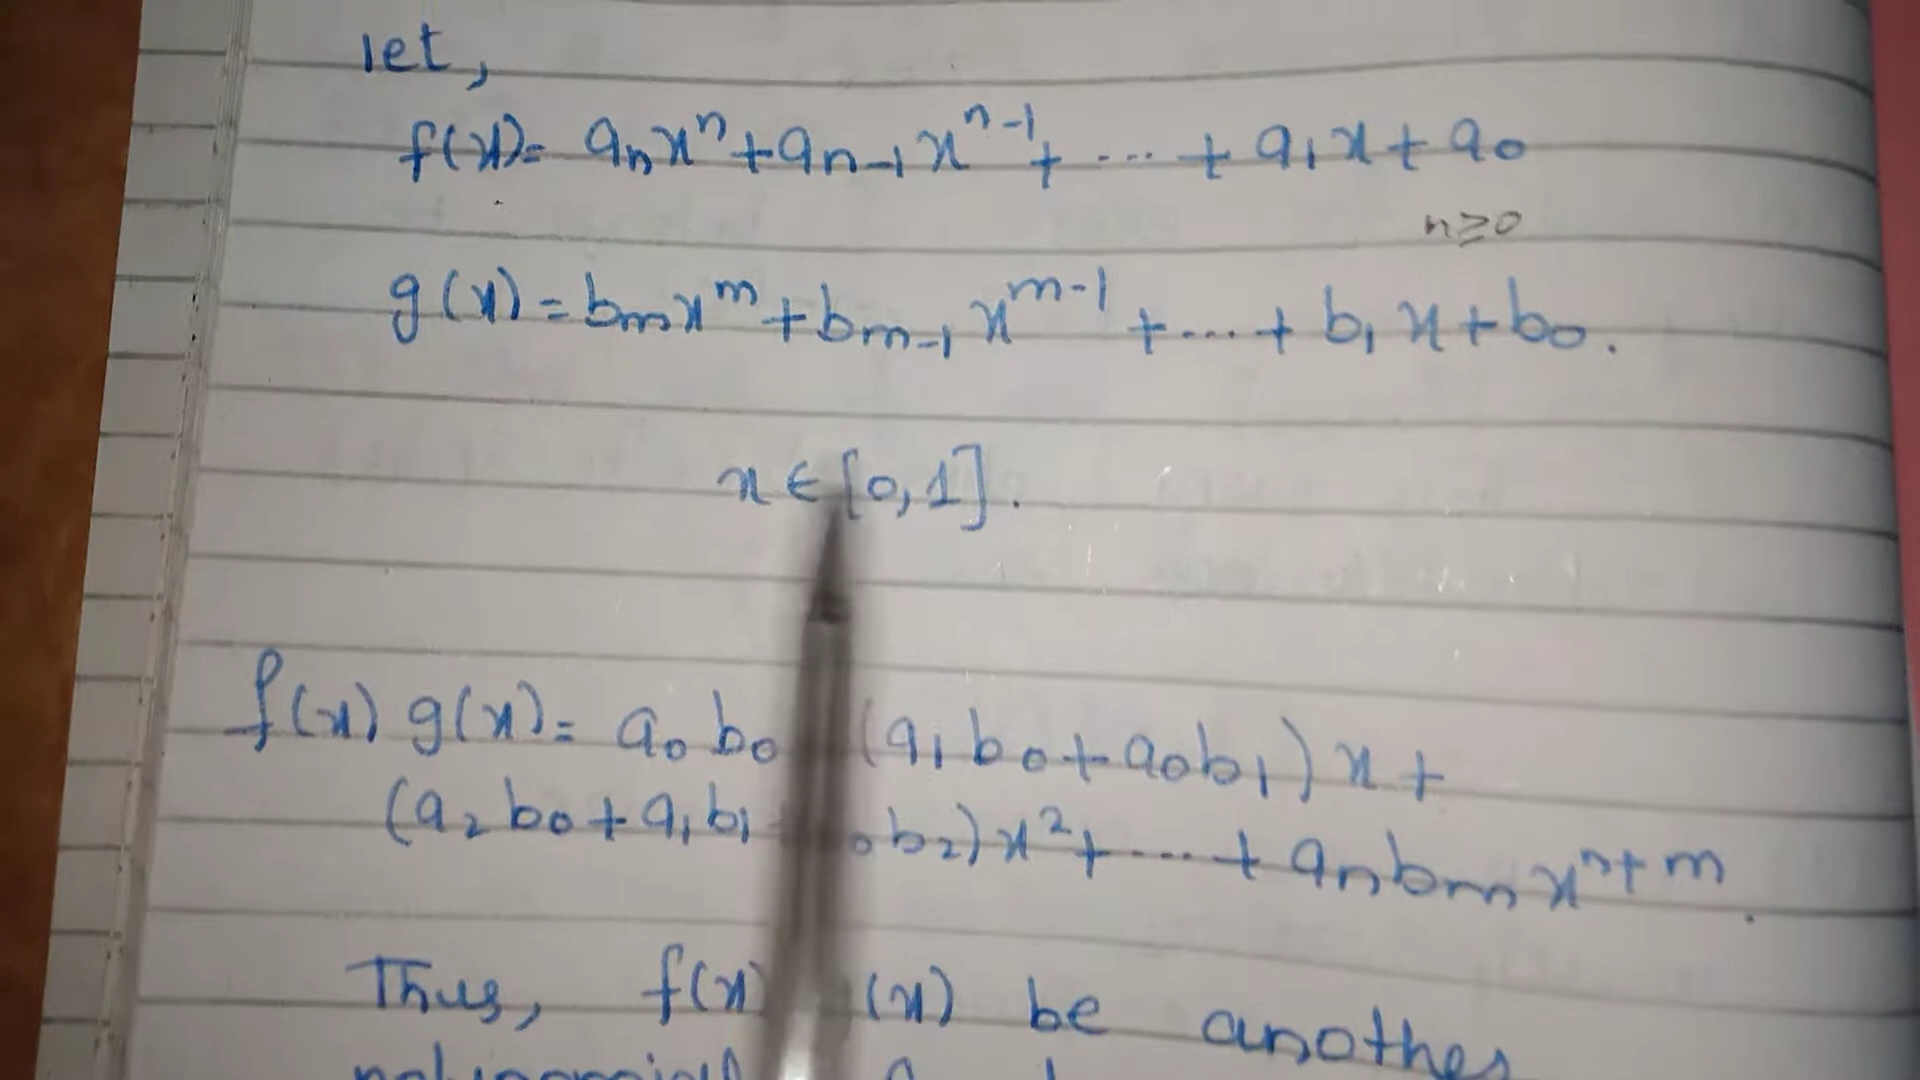 let,
f(x)= aₙxⁿ+aₙ₋₁xⁿ⁻¹+ ... + a₁x+a₀
n≥0
g(x)=bₘxᵐ+bₘ₋₁xᵐ⁻¹+...+b₁x+b₀.
x∈[0,1].
f(x) g(x)= a₀b₀ (a₁b₀+a₀b₁)x+
(a₂b₀+a₁b₁ ₀b₂)x²+...+aₙbₘxⁿ⁺ᵐ.
Thus, f(x) (x) be another